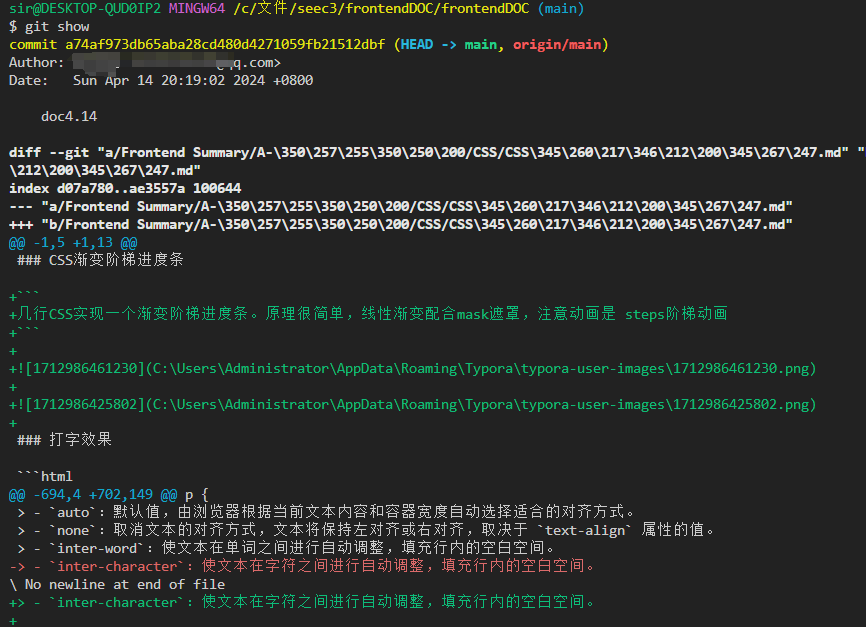 sir@DESKTOP-QUD0IP2 MINGW64 /c/文件/seec3/frontendDOC/frontendDOC (main)
$ git show
commit a74af973db65aba28cd480d4271059fb21512dbf (HEAD -> main, origin/main)
Author: @qq.com>
Date:   Sun Apr 14 20:19:02 2024 +0800
doc4.14
diff --git "a/Frontend Summary/A-\350\257\255\350\250\200/CSS/CSS\345\260\217\346\212\200\345\267\247.md" "
\212\200\345\267\247.md"
index d07a780..ae3557a 100644
--- "a/Frontend Summary/A-\350\257\255\350\250\200/CSS/CSS\345\260\217\346\212\200\345\267\247.md"
+++ "b/Frontend Summary/A-\350\257\255\350\250\200/CSS/CSS\345\260\217\346\212\200\345\267\247.md"
@@ -1,5 +1,13 @@
 ### CSS渐变阶梯进度条
+```
+几行CSS实现一个渐变阶梯进度条。原理很简单，线性渐变配合mask遮罩，注意动画是 steps阶梯动画
+```
+
+![1712986461230](C:\Users\Administrator\AppData\Roaming\Typora\typora-user-images\1712986461230.png)
+
+![1712986425802](C:\Users\Administrator\AppData\Roaming\Typora\typora-user-images\1712986425802.png)
+
 ### 打字效果
 ```html
@@ -694,4 +702,149 @@ p {
 > - `auto`：默认值，由浏览器根据当前文本内容和容器宽度自动选择适合的对齐方式。
 > - `none`：取消文本的对齐方式，文本将保持左对齐或右对齐，取决于 `text-align` 属性的值。
 > - `inter-word`：使文本在单词之间进行自动调整，填充行内的空白空间。
-> - `inter-character`：使文本在字符之间进行自动调整，填充行内的空白空间。
\ No newline at end of file
+> - `inter-character`：使文本在字符之间进行自动调整，填充行内的空白空间。
+